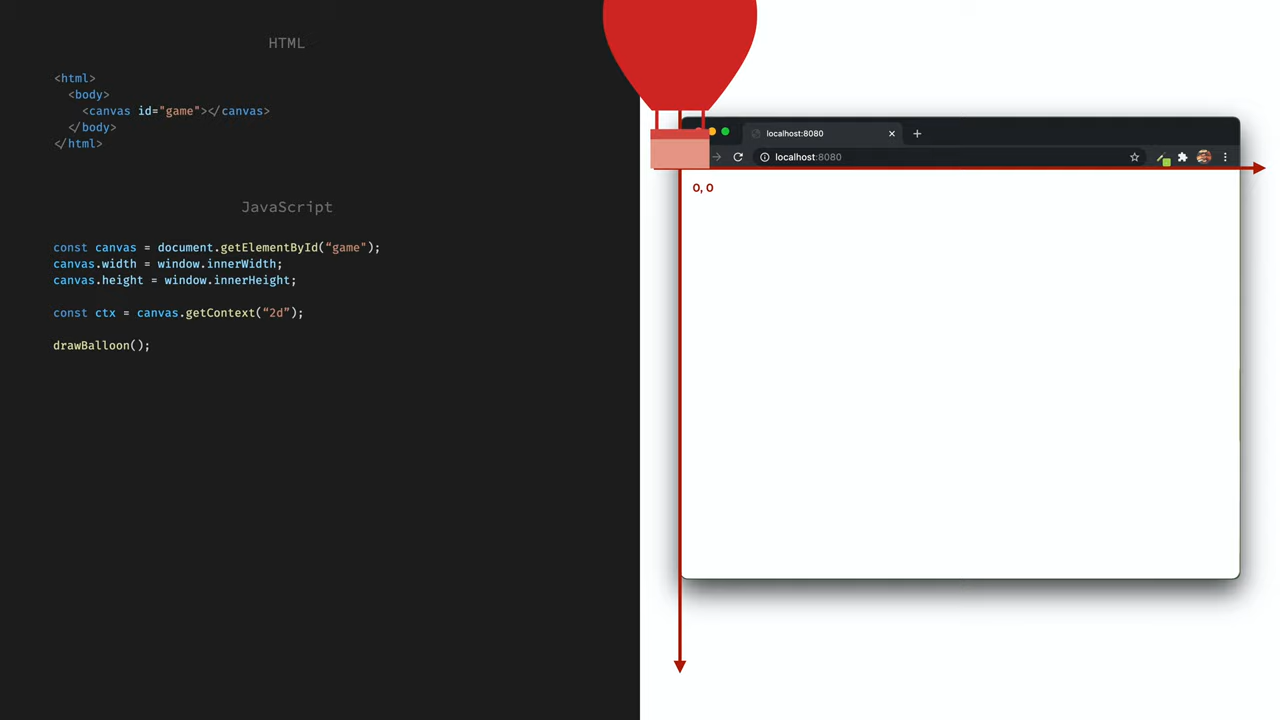 HTML
<html>
<body>
<canvas id="game"></canvas>
</body>
</html>
JavaScript
const canvas = document.getElementById(“game”);
canvas.width = window.innerWidth;
canvas.height = window.innerHeight;
const ctx = canvas.getContext(“2d”);
drawBalloon();
localhost:8080
localhost:8080
0, 0